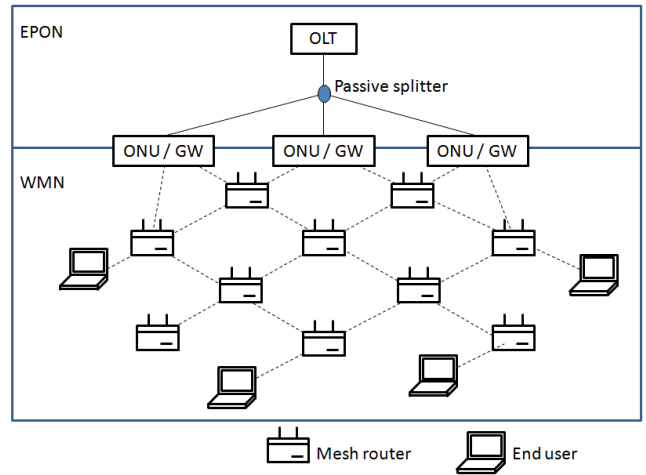 EPON
OLT
Passive splitter
ONU / GW
ONU / GW
ONU / GW
WMN
Mesh router
End user